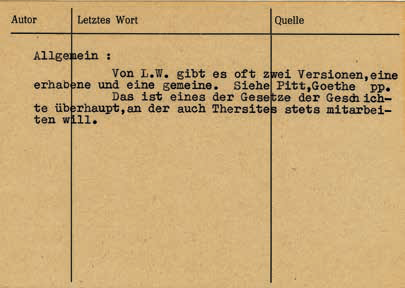 Autor Letztes Wort Quelle
Allgemein :
Von L.W. gibt es oft zwei Versionen,eine
erhabene und eine gemeine. Siehe Pitt,Goethe pp.
Das ist eines der Gesetze der Geschich-
te überhaupt,an der auch Thersites stets mitarbei-
ten will.